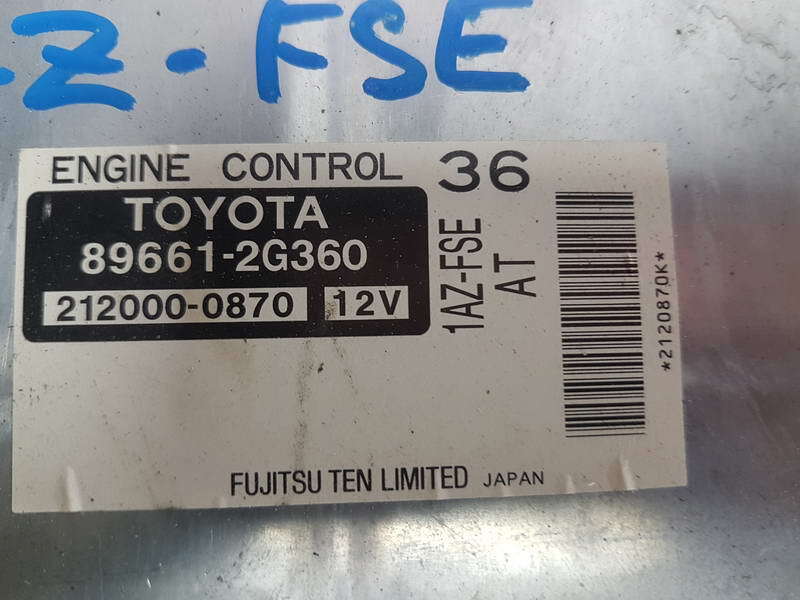 Z-FSE
ENGINE CONTROL 36
TOYOTA
89661-2G360
212000-0870 12V
1AZ-FSE
AT
*2120870K*
FUJITSU TEN LIMITED JAPAN